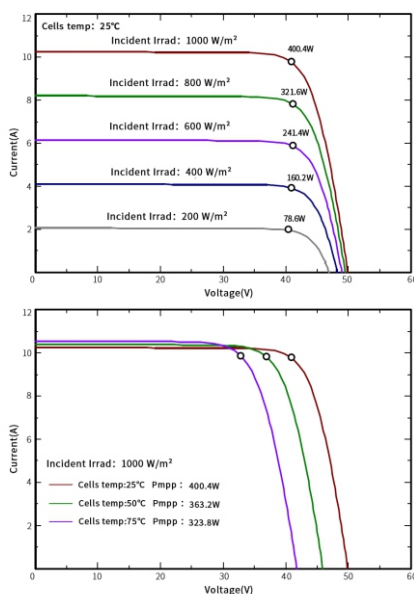 12
Cells temp：25℃
Incident Irrad：1000 W/m²
400.4W
10
Incident Irrad：800 W/m²
321.6W
8
Incident Irrad：600 W/m²
241.4W
6
Current(A)
Incident Irrad：400 W/m²
160.2W
4
Incident Irrad：200 W/m²
78.6W
2
0 10 20 30 40 50 60
Voltage(V)
12
10
8
6
Current(A)
Incident Irrad：1000 W/m²
4
Cells temp:25℃ Pmpp： 400.4W
Cells temp:50℃ Pmpp： 363.2W
Cells temp:75℃ Pmpp： 323.8W
2
0 10 20 30 40 50 60
Voltage(V)